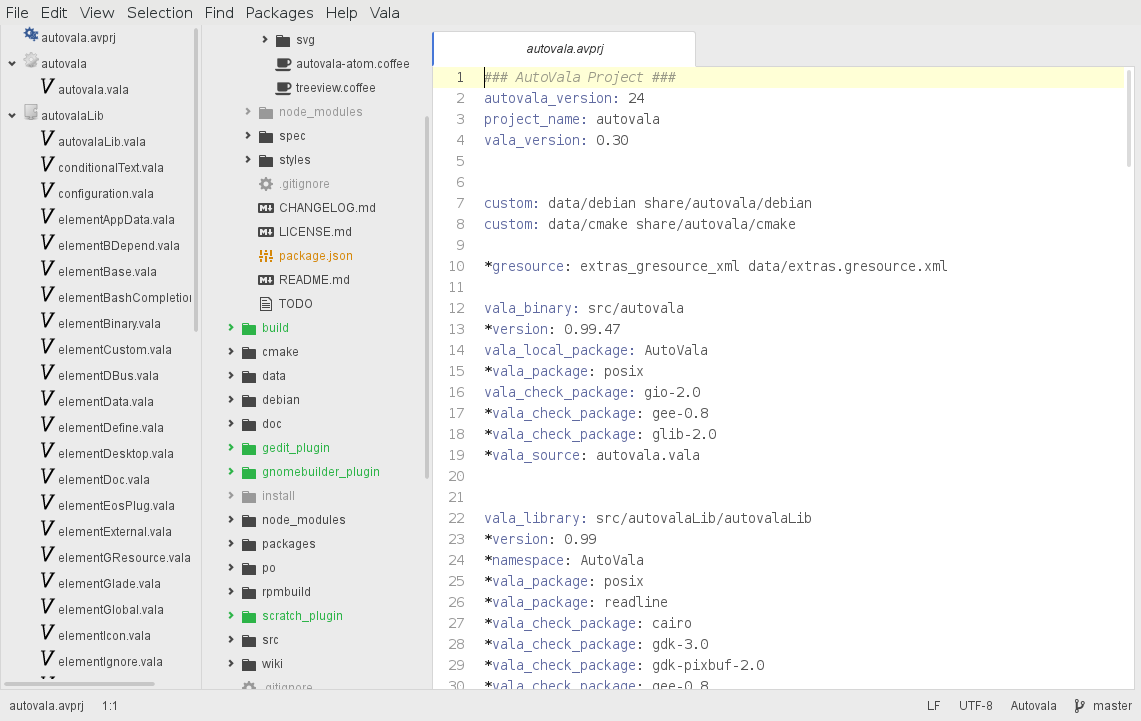 File Edit View Selection Find Packages Help Vala
autovala.avprj
autovala
autovala.vala
autovalaLib
autovalaLib.vala
conditionalText.vala
configuration.vala
elementAppData.vala
elementBDepend.vala
elementBase.vala
elementBashCompletion
elementBinary.vala
elementCustom.vala
elementDBus.vala
elementData.vala
elementDefine.vala
elementDesktop.vala
elementDoc.vala
elementEosPlug.vala
elementExternal.vala
elementGResource.vala
elementGlade.vala
elementGlobal.vala
elementIcon.vala
elementIgnore.vala
svg
autovala-atom.coffee
treeview.coffee
node_modules
spec
styles
.gitignore
CHANGELOG.md
LICENSE.md
package.json
README.md
TODO
build
cmake
data
debian
doc
gedit_plugin
gnomebuilder_plugin
install
node_modules
packages
po
rpmbuild
scratch_plugin
src
wiki
.gitignore
autovala.avprj
1 ### AutoVala Project ###
2 autovala_version: 24
3 project_name: autovala
4 vala_version: 0.30
5
6
7 custom: data/debian share/autovala/debian
8 custom: data/cmake share/autovala/cmake
9
10 *gresource: extras_gresource_xml data/extras.gresource.xml
11
12 vala_binary: src/autovala
13 *version: 0.99.47
14 vala_local_package: AutoVala
15 *vala_package: posix
16 vala_check_package: gio-2.0
17 *vala_check_package: gee-0.8
18 *vala_check_package: glib-2.0
19 *vala_source: autovala.vala
20
21
22 vala_library: src/autovalaLib/autovalaLib
23 *version: 0.99
24 *namespace: AutoVala
25 *vala_package: posix
26 *vala_package: readline
27 *vala_check_package: cairo
28 *vala_check_package: gdk-3.0
29 *vala_check_package: gdk-pixbuf-2.0
30 *vala_check_package: gee-0.8
autovala.avprj 1:1
LF UTF-8 Autovala master